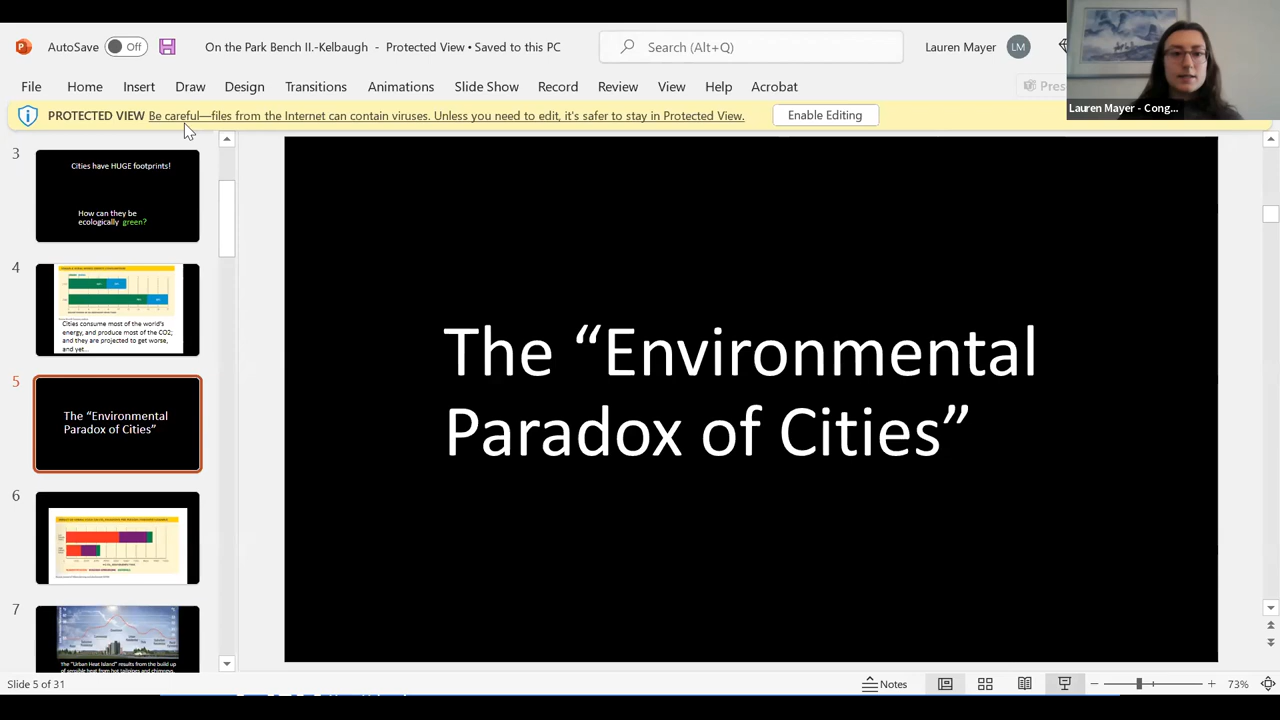 AutoSave Off On the Park Bench II.-Kelbaugh - Protected View • Saved to this PC Search (Alt+Q) Lauren Mayer LM
File Home Insert Draw Design Transitions Animations Slide Show Record Review View Help Acrobat Pres
Lauren Mayer - Cong...
PROTECTED VIEW Be careful—files from the Internet can contain viruses. Unless you need to edit, it's safer to stay in Protected View. Enable Editing
3
Cities have HUGE footprints!
How can they be
ecologically green?
4
Cities consume most of the world's
energy, and produce most of the CO2;
and they are projected to get worse,
and yet...
5
The “Environmental
Paradox of Cities”
6
7
The "Urban Heat Island" results from the build up
The “Environmental
Paradox of Cities”
Slide 5 of 31 Notes 73%